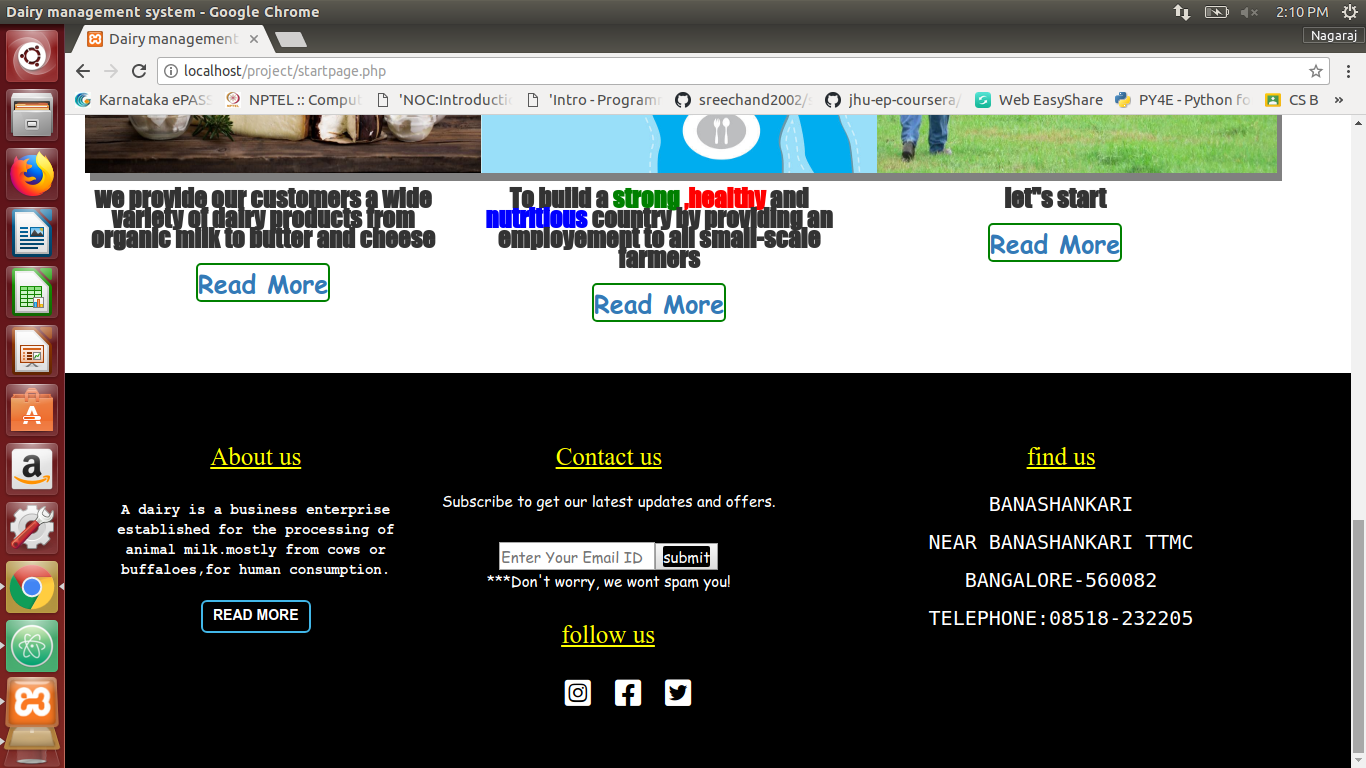 Dairy management system - Google Chrome
2:10 PM
Dairy management
Nagaraj
localhost/project/startpage.php
Karnataka ePASS
NPTEL :: Comput
'NOC:Introductio
'Intro - Programm
sreechand2002/s
jhu-ep-coursera/
Web EasyShare
PY4E - Python fo
CS B
»
we provide our customers a wide
variety of dairy products from
organic milk to butter and cheese
Read More
To build a strong ,healthy and
nutritious country by providing an
employement to all small-scale
farmers
Read More
let"s start
Read More
About us
A dairy is a business enterprise
established for the processing of
animal milk.mostly from cows or
buffaloes,for human consumption.
READ MORE
Contact us
Subscribe to get our latest updates and offers.
Enter Your Email ID
submit
***Don't worry, we wont spam you!
follow us
find us
BANASHANKARI
NEAR BANASHANKARI TTMC
BANGALORE-560082
TELEPHONE:08518-232205